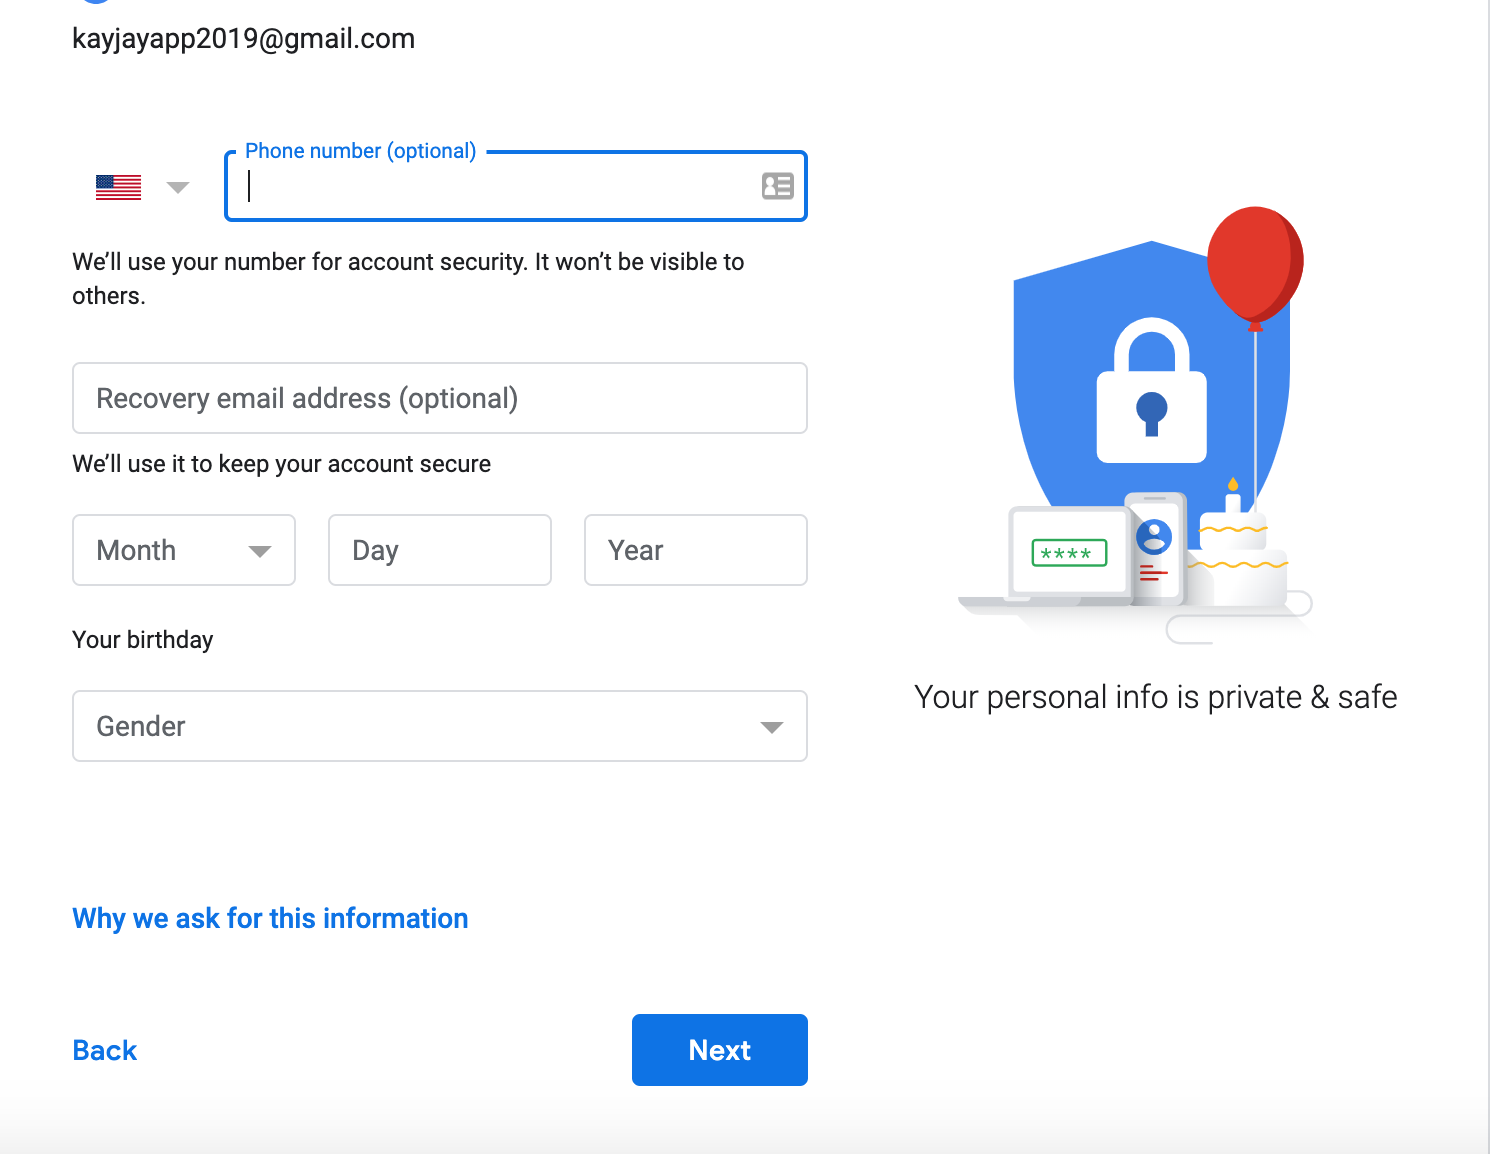 kayjayapp2019@gmail.com
Phone number (optional)
We’ll use your number for account security. It won’t be visible to
others.
Recovery email address (optional)
We’ll use it to keep your account secure
Month
Day
Year
Your birthday
Gender
****
Your personal info is private & safe
Why we ask for this information
Back
Next